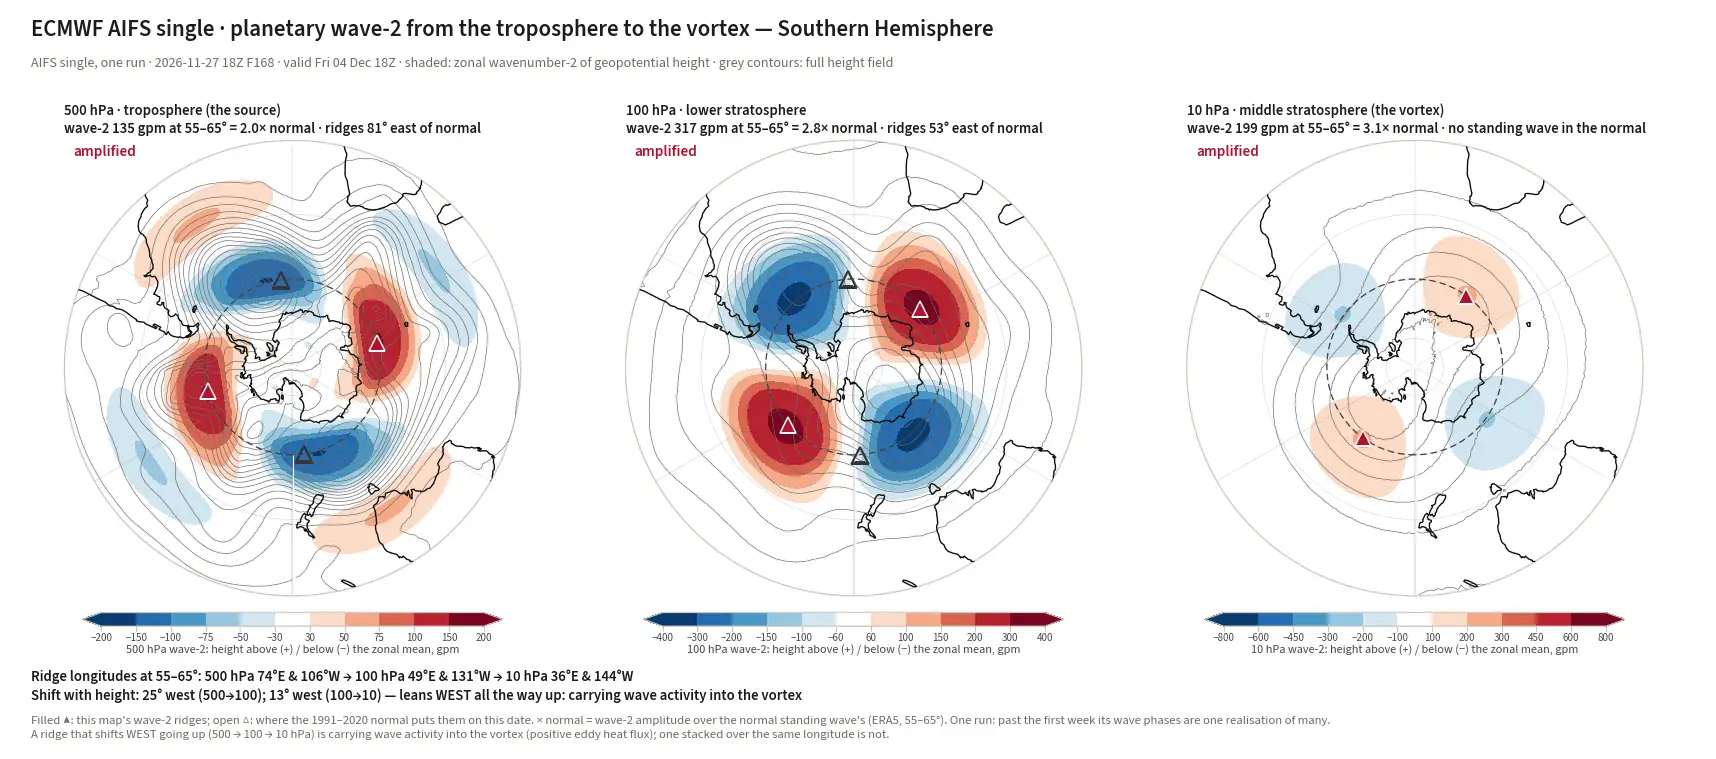 ECMWF AIFS single · planetary wave-2 from the troposphere to the vortex — Southern Hemisphere
AIFS single, one run · 2026-11-27 18Z F168 · valid Fri 04 Dec 18Z · shaded: zonal wavenumber-2 of geopotential height · grey contours: full height field
500 hPa · troposphere (the source)
wave-2 135 gpm at 55–65° = 2.0× normal · ridges 81° east of normal
amplified
100 hPa · lower stratosphere
wave-2 317 gpm at 55–65° = 2.8× normal · ridges 53° east of normal
amplified
10 hPa · middle stratosphere (the vortex)
wave-2 199 gpm at 55–65° = 3.1× normal · no standing wave in the normal
amplified
−200 −150 −100 −75 −50 −30 30 50 75 100 150 200
500 hPa wave-2: height above (+) / below (−) the zonal mean, gpm
−400 −300 −200 −150 −100 −60 60 100 150 200 300 400
100 hPa wave-2: height above (+) / below (−) the zonal mean, gpm
−800 −600 −450 −300 −200 −100 100 200 300 450 600 800
10 hPa wave-2: height above (+) / below (−) the zonal mean, gpm
Ridge longitudes at 55–65°: 500 hPa 74°E & 106°W → 100 hPa 49°E & 131°W → 10 hPa 36°E & 144°W
Shift with height: 25° west (500→100); 13° west (100→10) — leans WEST all the way up: carrying wave activity into the vortex
Filled ▲: this map's wave-2 ridges; open △: where the 1991–2020 normal puts them on this date. × normal = wave-2 amplitude over the normal standing wave's (ERA5, 55–65°). One run: past the first week its wave phases are one realisation of many.
A ridge that shifts WEST going up (500 → 100 → 10 hPa) is carrying wave activity into the vortex (positive eddy heat flux); one stacked over the same longitude is not.